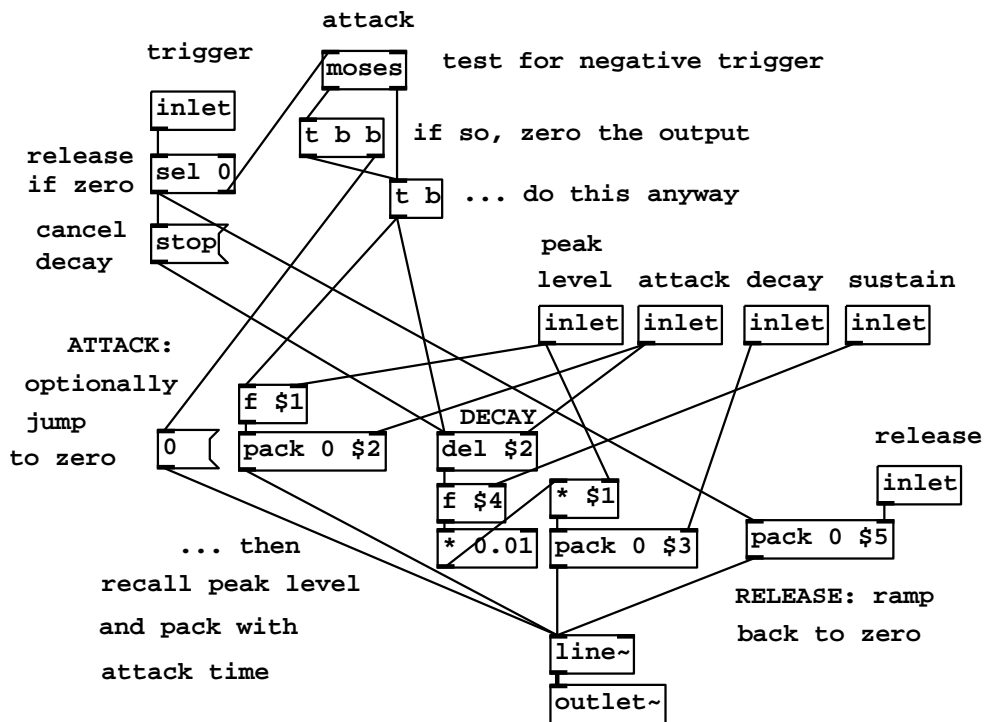 attack
trigger
moses
test for negative trigger
inlet
t b b
if so, zero the output
release
if zero
sel 0
t b
... do this anyway
cancel
decay
stop
peak
level
attack
decay
sustain
inlet
inlet
inlet
inlet
ATTACK:
optionally
jump
to zero
f $1
0
pack 0 $2
DECAY
del $2
f $4
* 0.01
* $1
pack 0 $3
release
inlet
pack 0 $5
... then
recall peak level
and pack with
attack time
RELEASE: ramp
back to zero
line~
outlet~